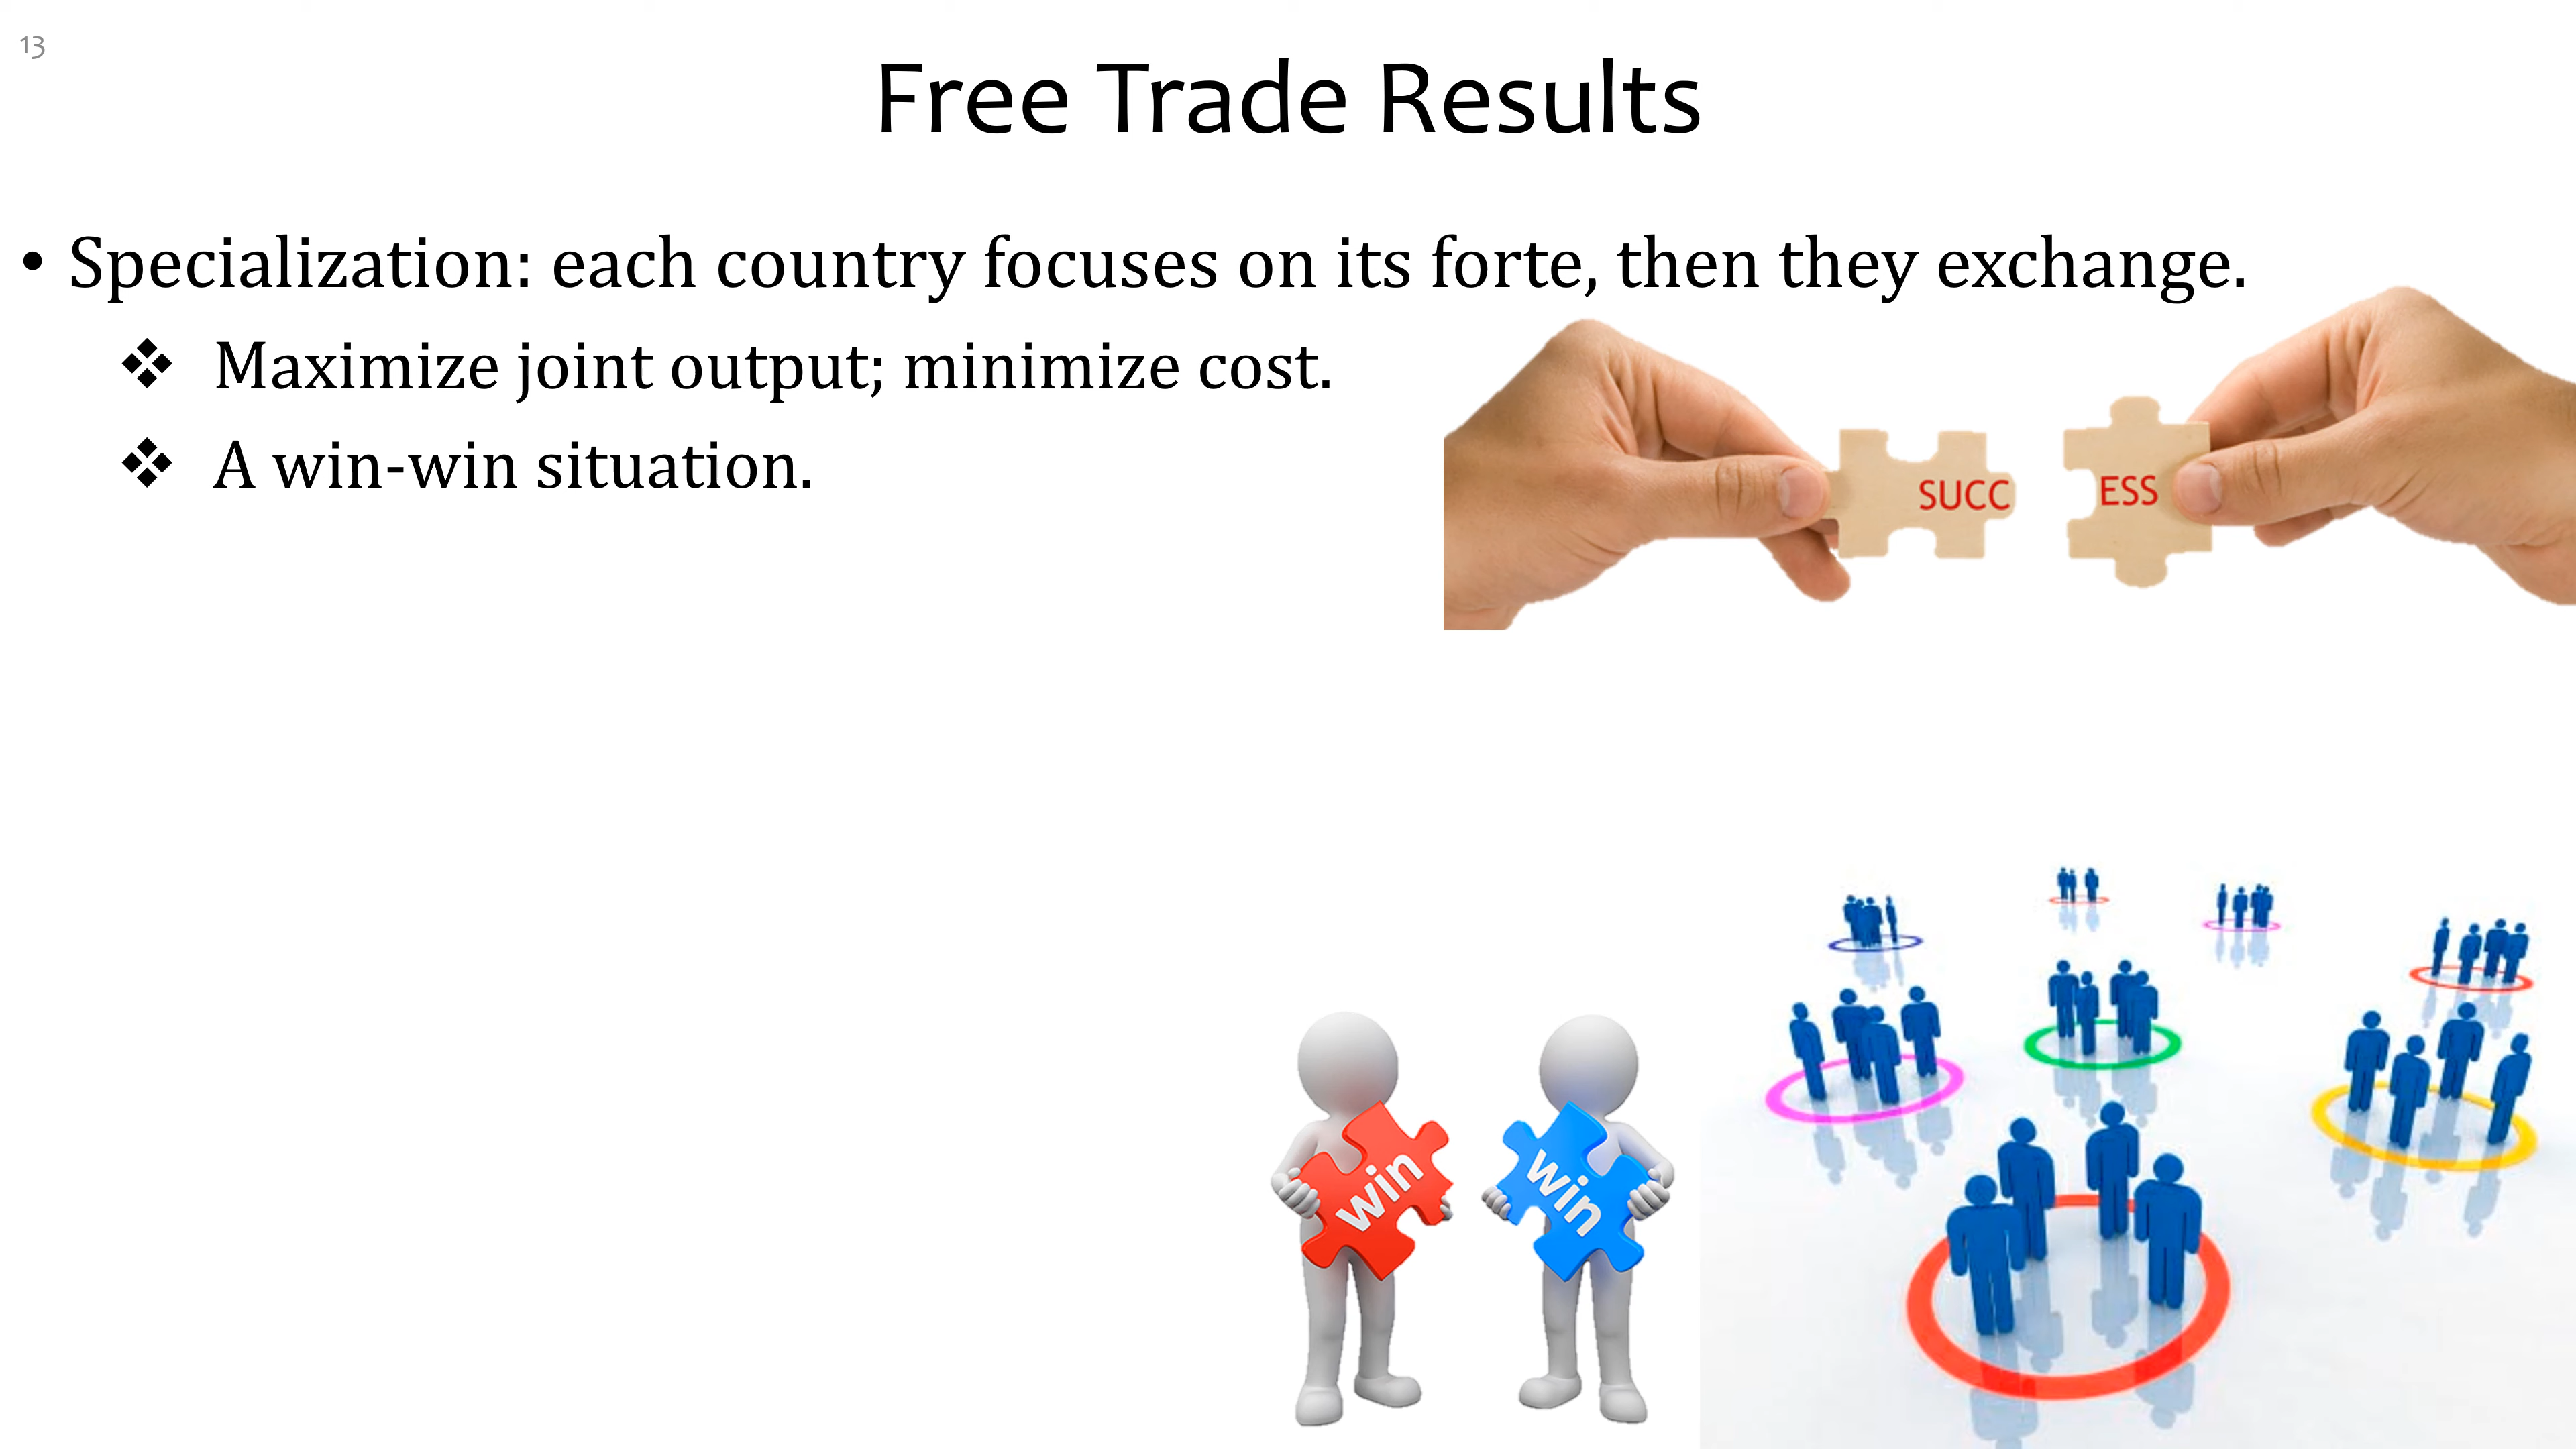 13
Free Trade Results
• Specialization: each country focuses on its forte, then they exchange.
❖ Maximize joint output; minimize cost.
❖ A win-win situation.
SUCC ESS
win win